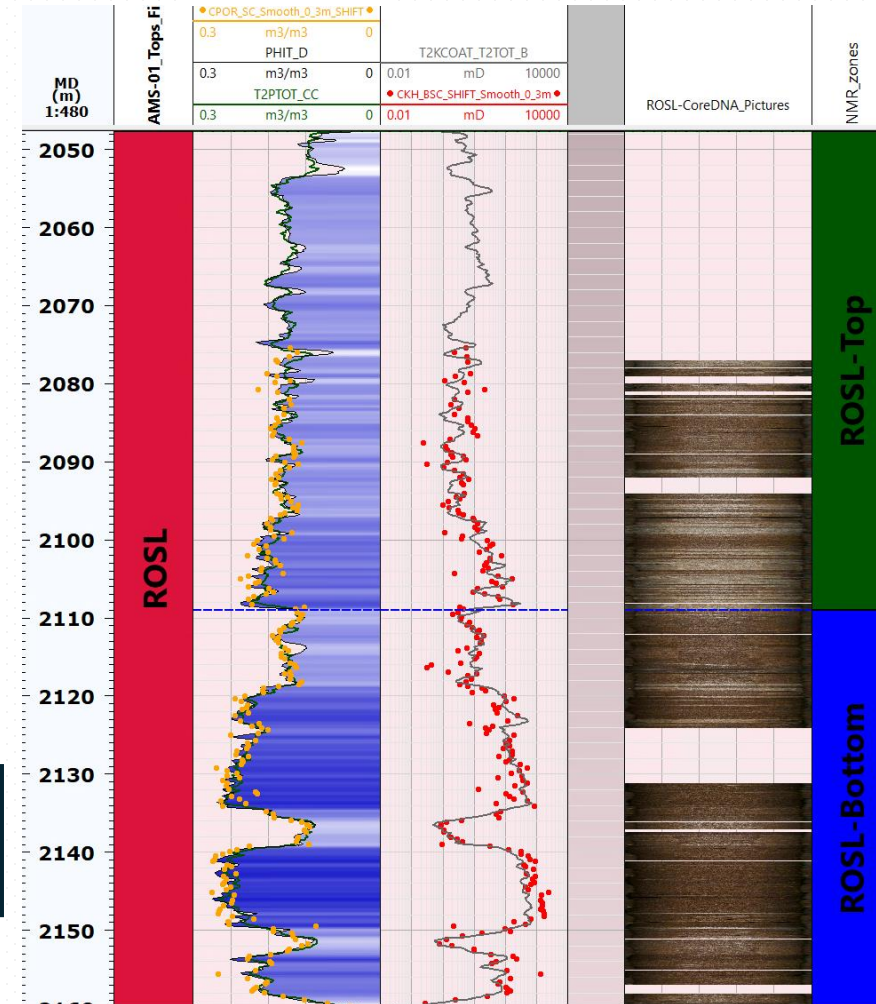 MD
(m)
1:480
AMS-01_Tops_Fi
CPOR_SC_Smooth_0_3m_SHIFT
0.3 m3/m3 0
PHIT_D
0.3 m3/m3 0
T2PTOT_CC
0.3 m3/m3 0
T2KCOAT_T2TOT_B
0.01 mD 10000
CKH_BSC_SHIFT_Smooth_0_3m
0.01 mD 10000
ROSL-CoreDNA_Pictures
NMR_zones
2050
2060
2070
2080
2090
2100
2110
2120
2130
2140
2150
ROSL
ROSL-Top
ROSL-Bottom